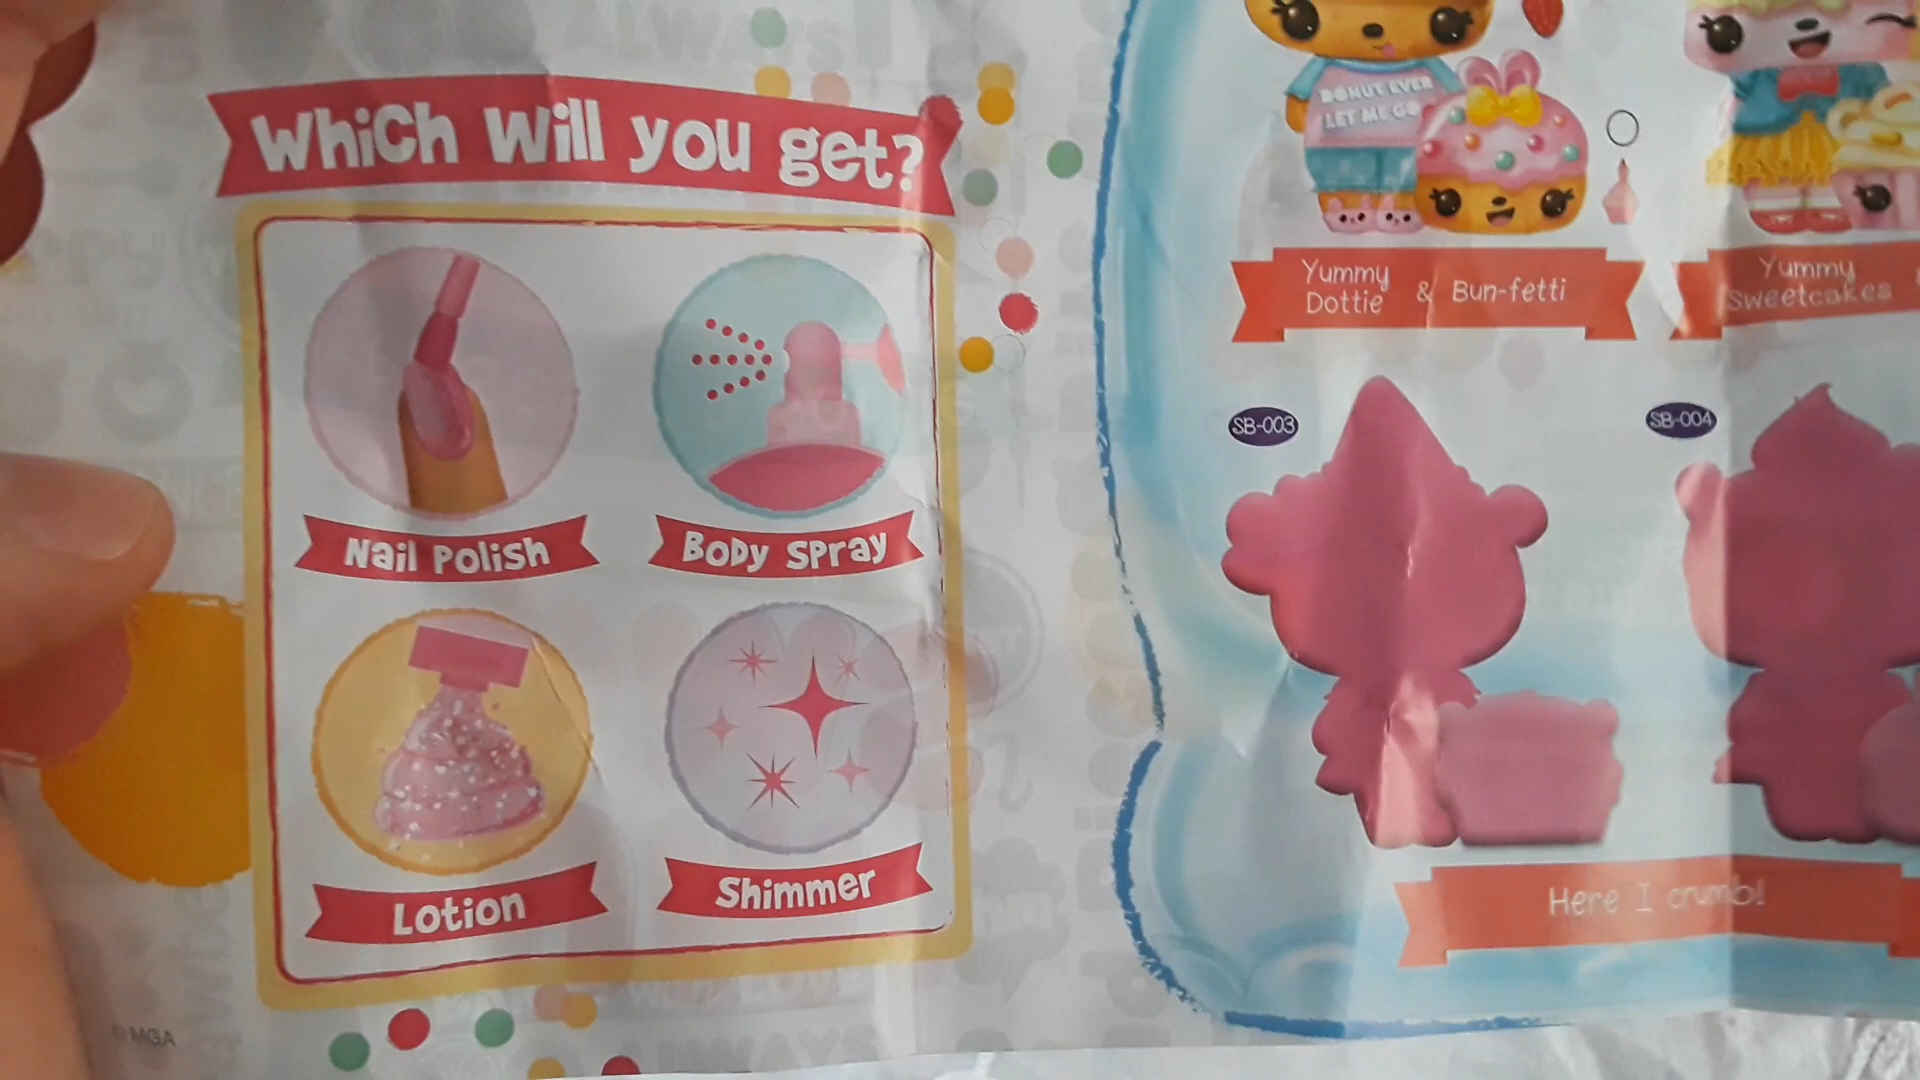 Which will you get?
Nail Polish
Body Spray
Lotion
Shimmer
© MGA
DONUT EVER
LET ME GO
Yummy
Dottie & Bun-fetti
Yummy
Sweetcakes
SB-003
SB-004
Here I crumb!